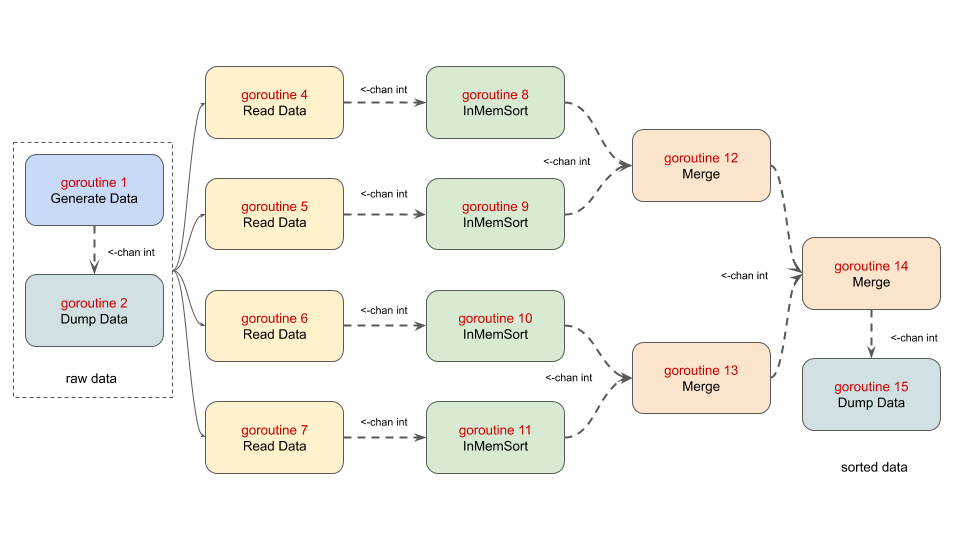 goroutine 1
Generate Data
<-chan int
goroutine 2
Dump Data
raw data
goroutine 4
Read Data
<-chan int
goroutine 8
InMemSort
goroutine 5
Read Data
<-chan int
goroutine 9
InMemSort
<-chan int
goroutine 12
Merge
goroutine 6
Read Data
<-chan int
goroutine 10
InMemSort
goroutine 7
Read Data
<-chan int
goroutine 11
InMemSort
<-chan int
goroutine 13
Merge
<-chan int
goroutine 14
Merge
<-chan int
goroutine 15
Dump Data
sorted data